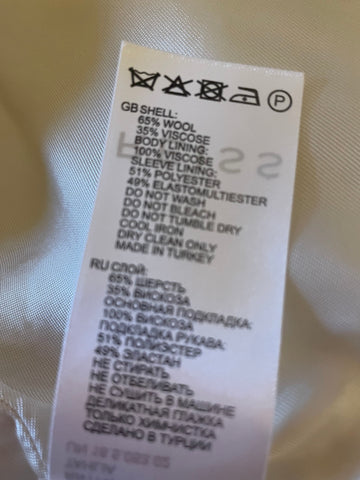 P
GB SHELL:
65% WOOL
35% VISCOSE
BODY LINING:
100% VISCOSE
SLEEVE LINING:
51% POLYESTER
49% ELASTOMULTIESTER
DO NOT WASH
DO NOT BLEACH
DO NOT TUMBLE DRY
COOL IRON
DRY CLEAN ONLY
MADE IN TURKEY
RU СЛОЙ:
65% ШЕРСТЬ
35% ВИСКОЗА
ОСНОВНАЯ ПОДКЛАДКА:
100% ВИСКОЗА
ПОДКЛАДКА РУКАВА:
51% ПОЛИЭСТЕР
49% ЭЛАСТАН
НЕ СТИРАТЬ
НЕ ОТБЕЛИВАТЬ
НЕ СУШИТЬ В МАШИНЕ
ДЕЛИКАТНАЯ ГЛАЖКА
ТОЛЬКО ХИМЧИСТКА
СДЕЛАНО В ТУРЦИИ